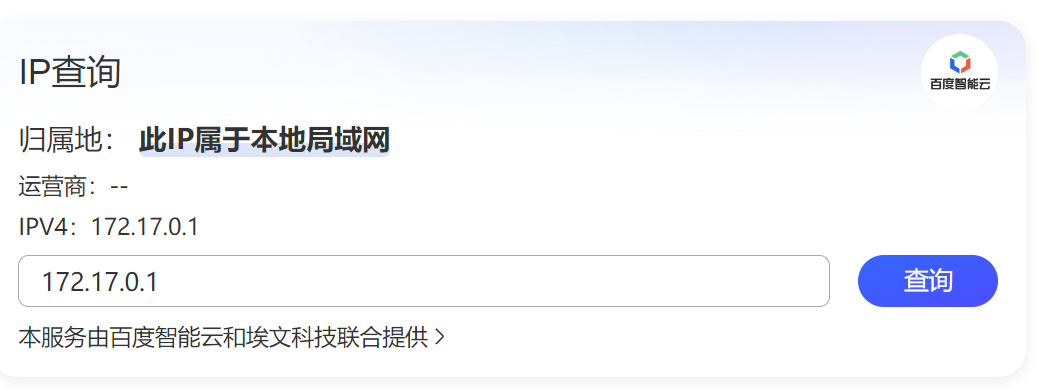 IP查询
百度智能云
归属地： 此IP属于本地局域网
运营商：--
IPV4：172.17.0.1
172.17.0.1
查询
本服务由百度智能云和埃文科技联合提供 >